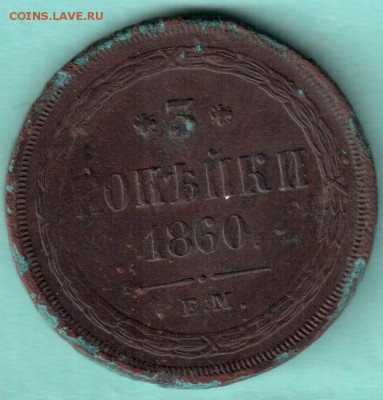 COINS.LAVE.RU
* 3 *
КОПѢЙКИ
1860.
Е.М.